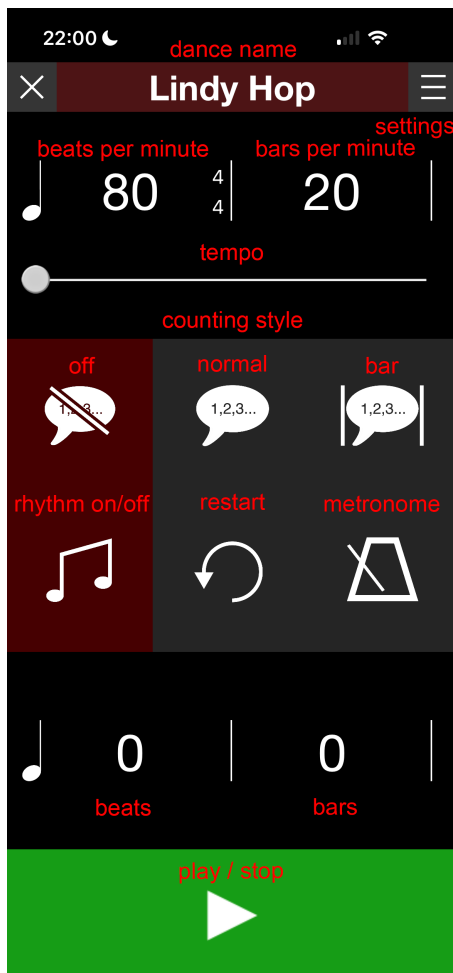 22:00
dance name
Lindy Hop
settings
beats per minute bars per minute
80 4 4 20
tempo
counting style
off normal bar
1,2,3... 1,2,3... 1,2,3...
rhythm on/off restart metronome
0 0
beats bars
play / stop